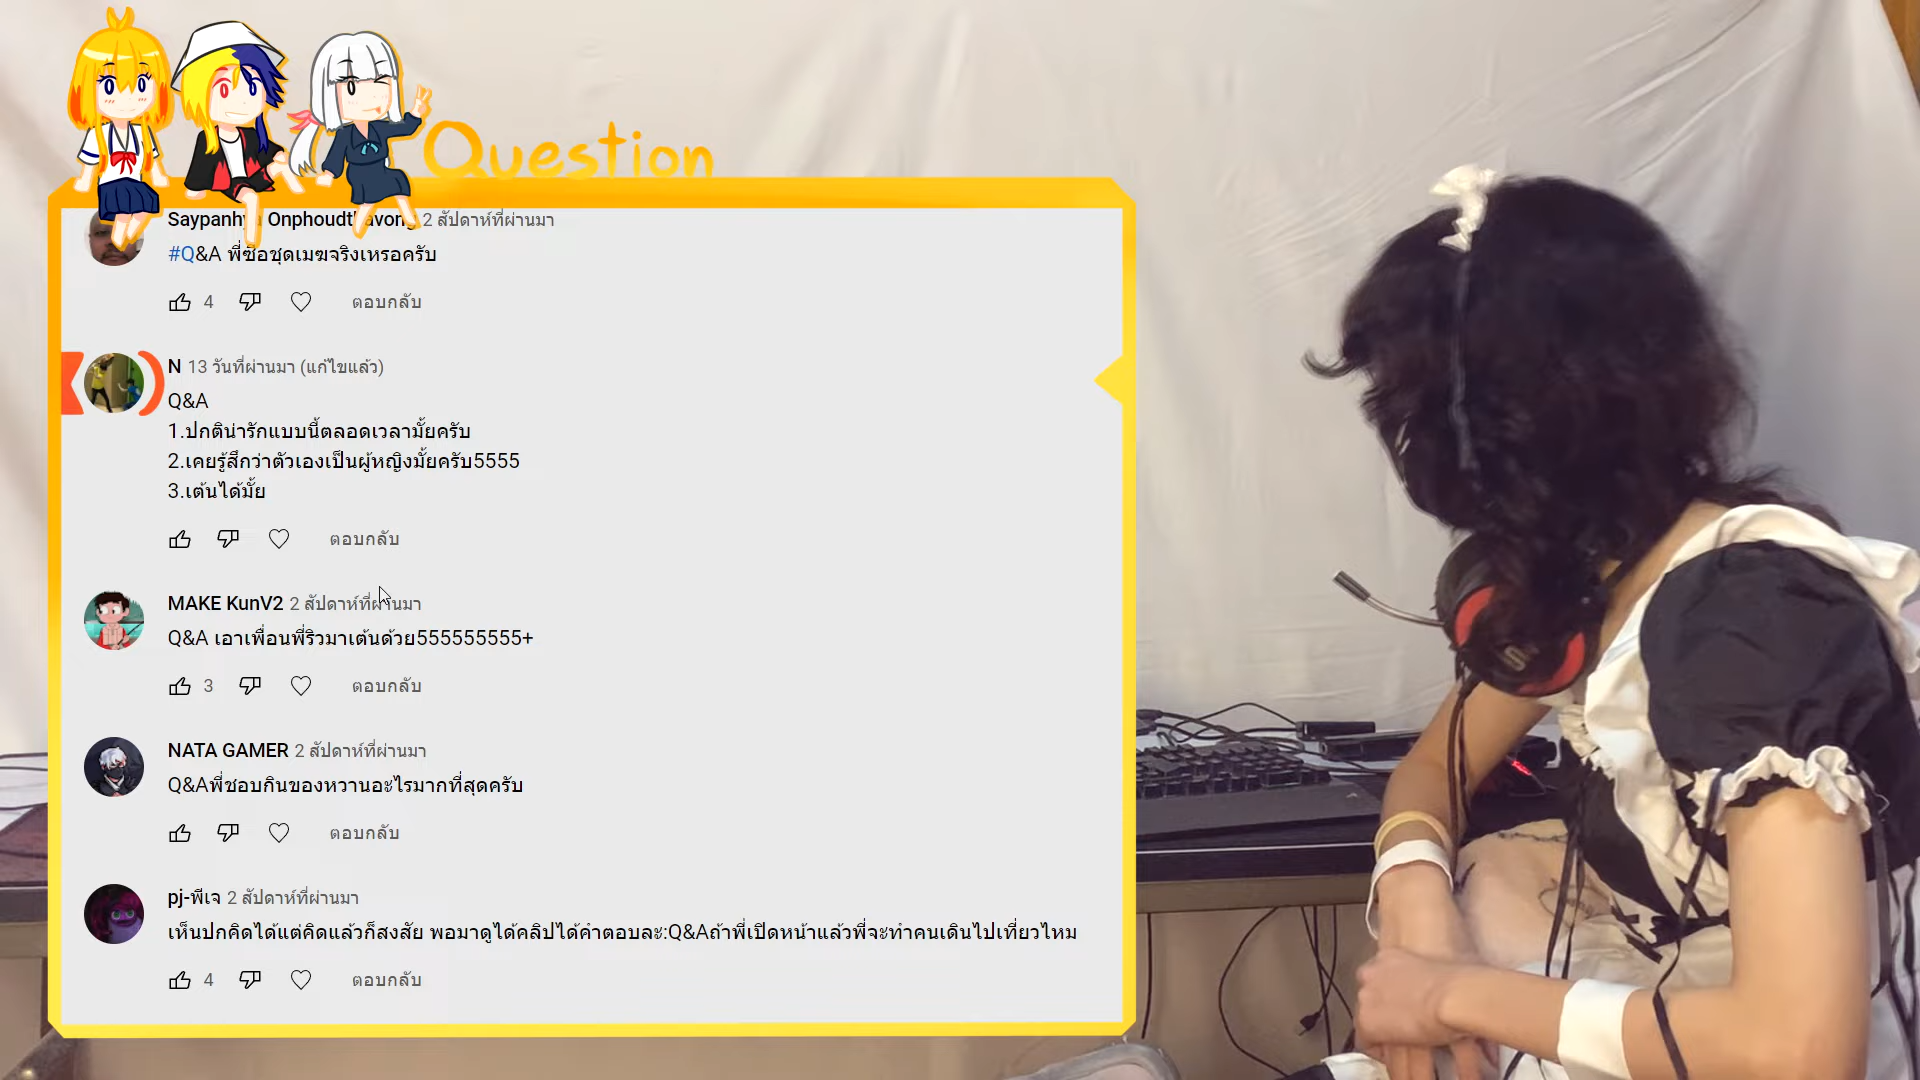 Question
Saypanhya Onphoudthavong 2 สัปดาห์ที่ผ่านมา
#Q&A พี่ซื้อชุดเมฆจริงเหรอครับ
4 ตอบกลับ
N 13 วันที่ผ่านมา (แก้ไขแล้ว)
Q&A
1.ปกติน่ารักแบบนี้ตลอดเวลามั้ยครับ
2.เคยรู้สึกว่าตัวเองเป็นผู้หญิงมั้ยครับ5555
3.เต้นได้มั้ย
ตอบกลับ
MAKE KunV2 2 สัปดาห์ที่ผ่านมา
Q&A เอาเพื่อนพี่ริวมาเต้นด้วย555555555+
3 ตอบกลับ
NATA GAMER 2 สัปดาห์ที่ผ่านมา
Q&Aพี่ชอบกินของหวานอะไรมากที่สุดครับ
ตอบกลับ
pj-พีเจ 2 สัปดาห์ที่ผ่านมา
เห็นปกคิดได้แต่คิดแล้วก็สงสัย พอมาดูได้คลิปได้คำตอบละ:Q&Aถ้าพี่เปิดหน้าแล้วพี่จะทำคนเดินไปเที่ยวไหม
4 ตอบกลับ